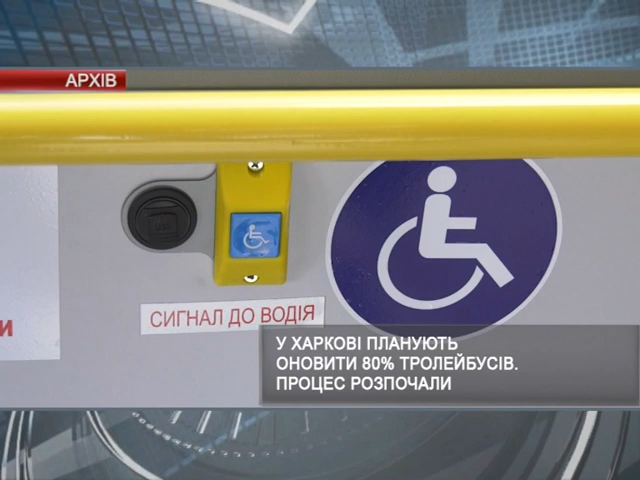 АРХІВ
И
СИГНАЛ ДО ВОДІЯ
У ХАРКОВІ ПЛАНУЮТЬ
ОНОВИТИ 80% ТРОЛЕЙБУСІВ.
ПРОЦЕС РОЗПОЧАЛИ